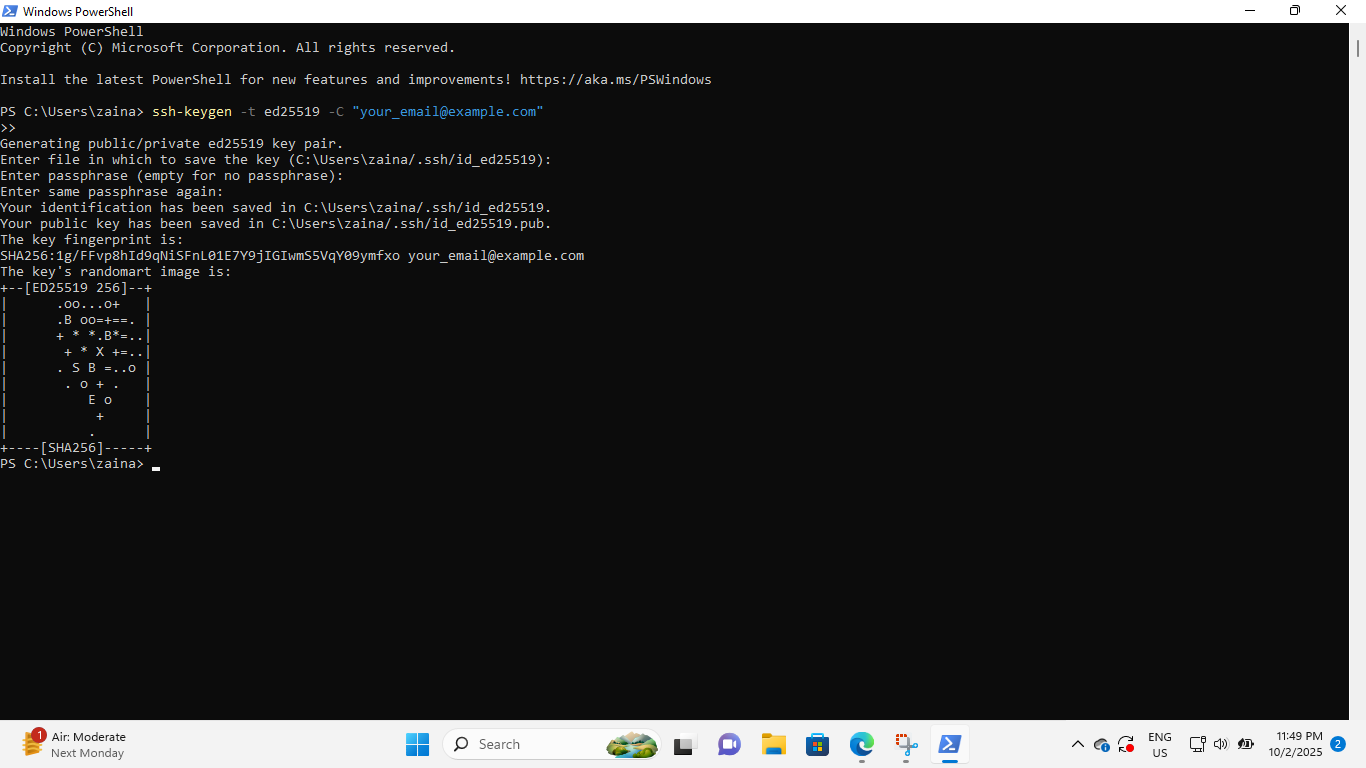 Windows PowerShell
Windows PowerShell
Copyright (C) Microsoft Corporation. All rights reserved.
Install the latest PowerShell for new features and improvements! https://aka.ms/PSWindows
PS C:\Users\zaina> ssh-keygen -t ed25519 -C "your_email@example.com"
>>
Generating public/private ed25519 key pair.
Enter file in which to save the key (C:\Users\zaina/.ssh/id_ed25519):
Enter passphrase (empty for no passphrase):
Enter same passphrase again:
Your identification has been saved in C:\Users\zaina/.ssh/id_ed25519.
Your public key has been saved in C:\Users\zaina/.ssh/id_ed25519.pub.
The key fingerprint is:
SHA256:1g/FFvp8hId9qNiSFnL01E7Y9jIGIwmS5VqY09ymfxo your_email@example.com
The key's randomart image is:
+--[ED25519 256]--+
|      .oo...o+   |
|      .B oo=+==. |
|      + * *.B*=..|
|       + * X +=..|
|      . S B =..o |
|       . o + .   |
|          E o    |
|           +     |
|          .      |
+----[SHA256]-----+
PS C:\Users\zaina>
1
Air: Moderate
Next Monday
Search
ENG
US
11:49 PM
10/2/2025
2